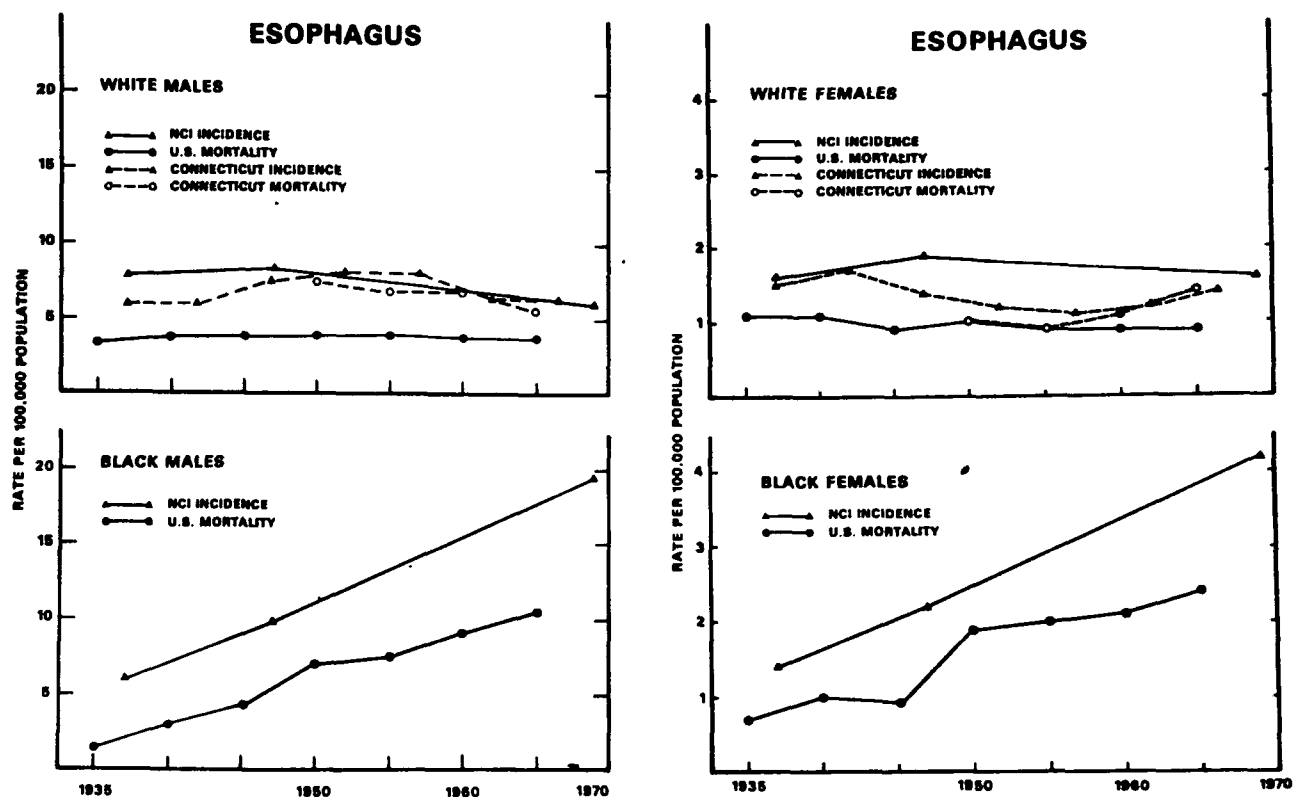 ESOPHAGUS
WHITE MALES
NCI INCIDENCE
U.S. MORTALITY
CONNECTICUT INCIDENCE
CONNECTICUT MORTALITY
20
15
10
5
RATE PER 100,000 POPULATION
BLACK MALES
NCI INCIDENCE
U.S. MORTALITY
20
15
10
5
1935 1950 1960 1970
ESOPHAGUS
WHITE FEMALES
NCI INCIDENCE
U.S. MORTALITY
CONNECTICUT INCIDENCE
CONNECTICUT MORTALITY
4
3
2
1
RATE PER 100,000 POPULATION
BLACK FEMALES
NCI INCIDENCE
U.S. MORTALITY
4
3
2
1
1935 1950 1960 1970